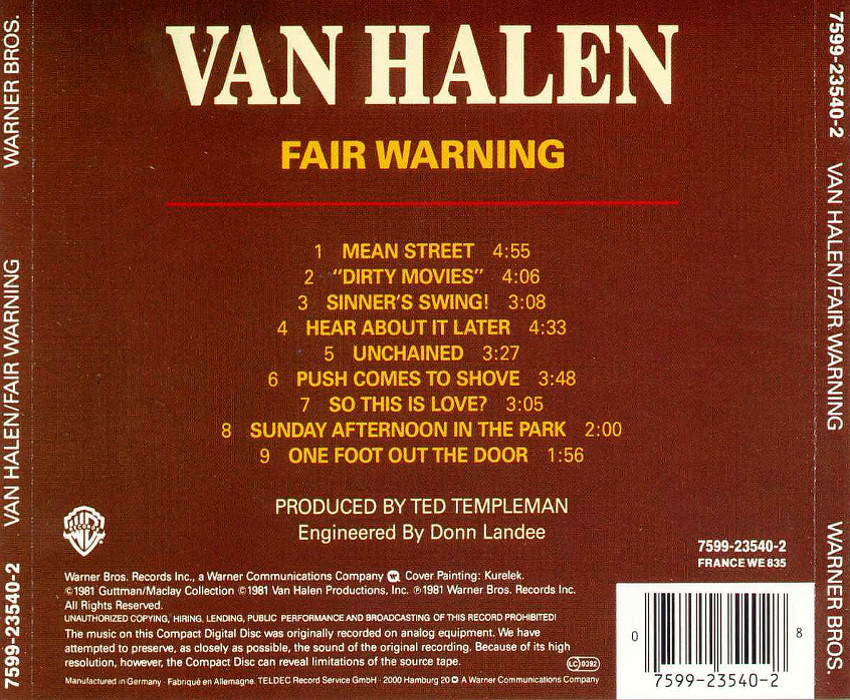 VAN HALEN
FAIR WARNING
1 MEAN STREET 4:55
2 "DIRTY MOVIES" 4:06
3 SINNER'S SWING! 3:08
4 HEAR ABOUT IT LATER 4:33
5 UNCHAINED 3:27
6 PUSH COMES TO SHOVE 3:48
7 SO THIS IS LOVE? 3:05
8 SUNDAY AFTERNOON IN THE PARK 2:00
9 ONE FOOT OUT THE DOOR 1:56
PRODUCED BY TED TEMPLEMAN
Engineered By Donn Landee
RECORDS
7599-23540-2
FRANCE WE 835
Warner Bros. Records Inc., a Warner Communications Company Cover Painting: Kurelek.
©1981 Guttman/Maclay Collection ©1981 Van Halen Productions, Inc. ℗1981 Warner Bros. Records Inc.
All Rights Reserved.
UNAUTHORIZED COPYING, HIRING, LENDING, PUBLIC PERFORMANCE AND BROADCASTING OF THIS RECORD PROHIBITED!
The music on this Compact Digital Disc was originally recorded on analog equipment. We have
attempted to preserve, as closely as possible, the sound of the original recording. Because of its high
resolution, however, the Compact Disc can reveal limitations of the source tape.
LC 0392
Manufactured in Germany · Fabriqué en Allemagne. TELDEC Record Service GmbH · 2000 Hamburg 20 A Warner Communications Company
0 7599-23540-2 8
7599-23540-2 VAN HALEN/FAIR WARNING WARNER BROS.
7599-23540-2 VAN HALEN/FAIR WARNING WARNER BROS.